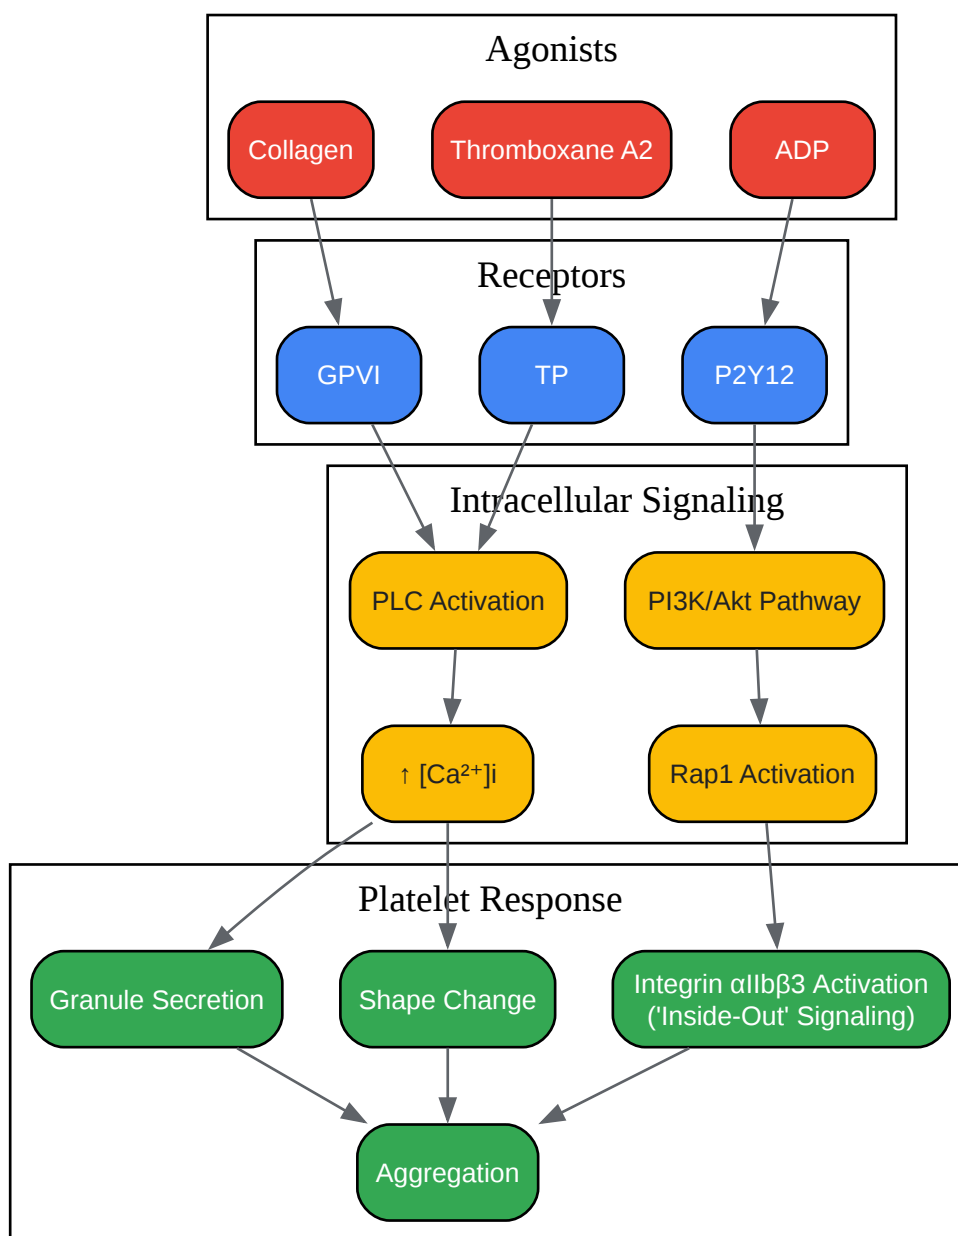 Agonists
Collagen
Thromboxane A2
ADP
Receptors
GPVI
TP
P2Y12
Intracellular Signaling
PLC Activation
PI3K/Akt Pathway
↑ [Ca²⁺]i
Rap1 Activation
Platelet Response
Granule Secretion
Shape Change
Integrin αIIbβ3 Activation
('Inside-Out' Signaling)
Aggregation